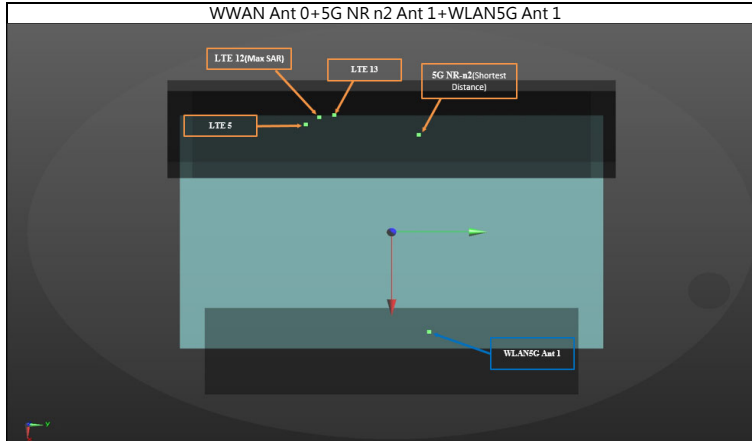 WWAN Ant 0+5G NR n2 Ant 1+WLAN5G Ant 1
LTE 12(Max SAR)
LTE 13
5G NR-n2(Shortest
Distance)
LTE 5
WLAN5G Ant 1
y